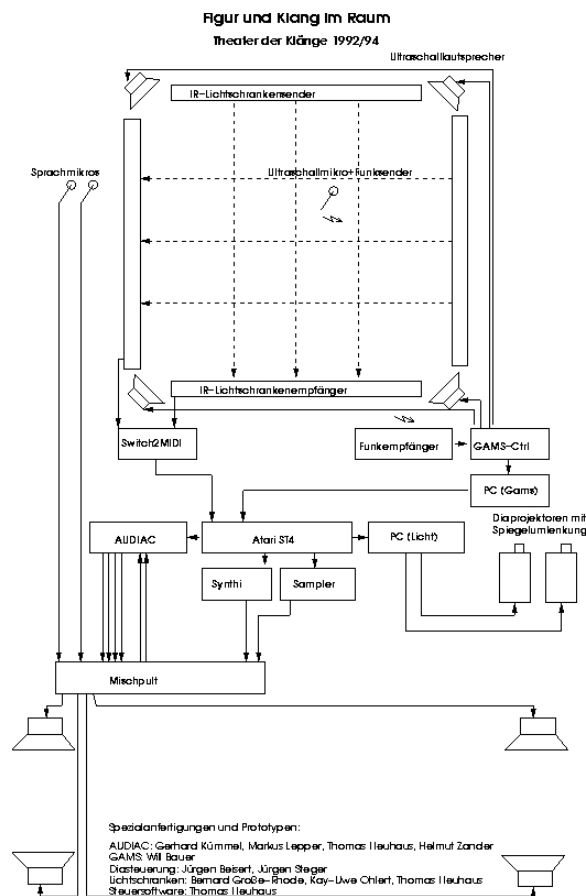 Figur und Klang im Raum
Theater der Klänge 1992/94
Ultraschallautsprecher
IR-Lichtschrankensender
Sprachmikros
Ultraschallmikro+Funksender
IR-Lichtschrankenempfänger
Switch2MIDI
Funkempfänger
GAMS-Ctrl
PC (Gams)
Diaprojektoren mit
Spiegelumlenkung
AUDIAC
Atari ST4
PC (Licht)
Synthi
Sampler
Mischpult
Spezialanfertigungen und Prototypen:
AUDIAC: Gerhard Kümmel, Markus Lepper, Thomas Neuhaus, Helmut Zander
GAMS: Will Bauer
Diasteuerung: Jürgen Beisert, Jürgen Steger
Lichtschranken: Bernard Große-Rhode, Kay-Uwe Ohlert, Thomas Neuhaus
Steuersoftware: Thomas Neuhaus